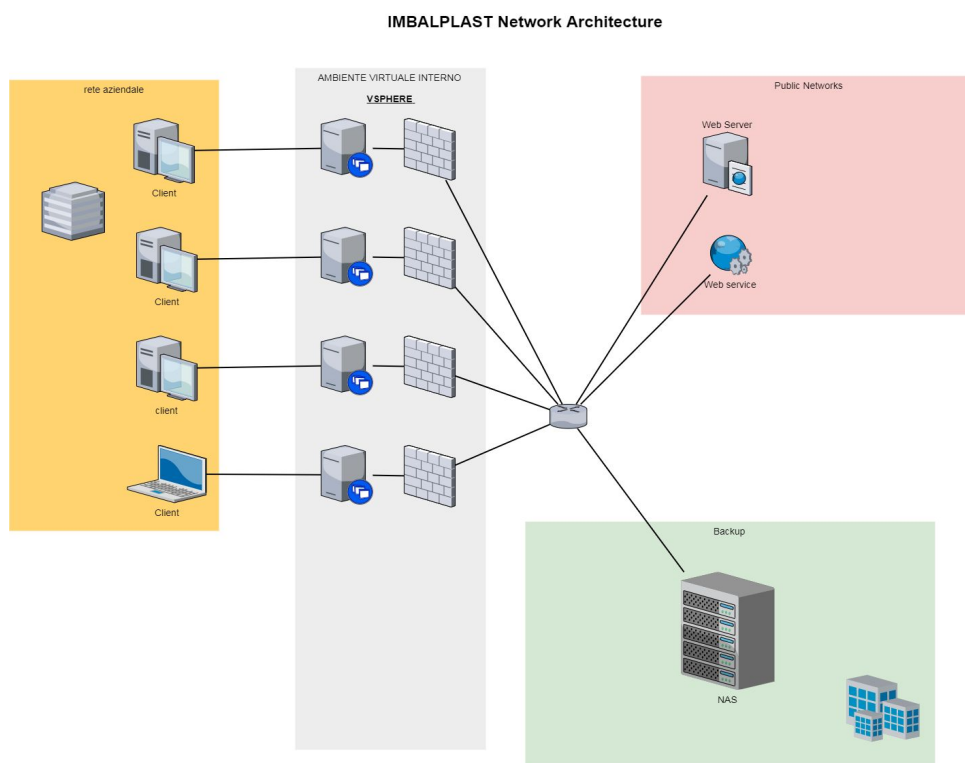 IMBALPLAST Network Architecture
rete aziendale
Client
Client
client
Client
AMBIENTE VIRTUALE INTERNO
VSPHERE
Public Networks
Web Server
Web service
Backup
NAS